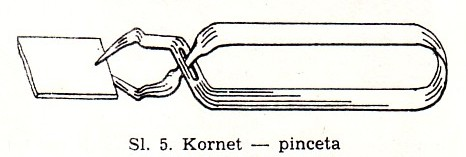 Sl. 5. Kornet — pinceta